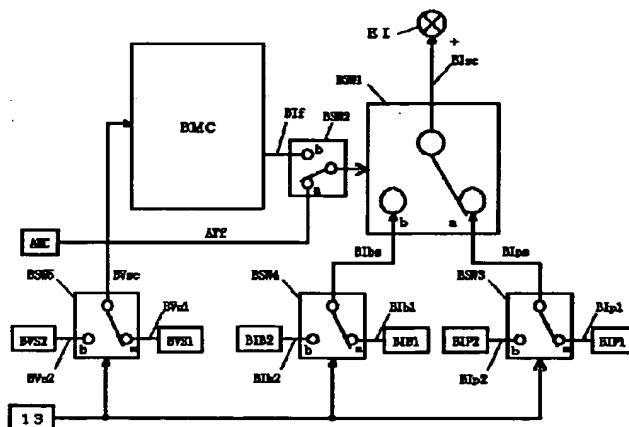 EI
+
BIsc
BSW1
BMC
BIf
BSW2
b
a
b
a
AMC
ATf
BIbs
BIps
BSW5
BVsc
BSW4
BSW3
BVs1
BIb1
BIp1
BVS2
b
a
BVS1
BIB2
b
a
BIB1
BIP2
b
a
BIP1
BVs2
BIb2
BIp2
13